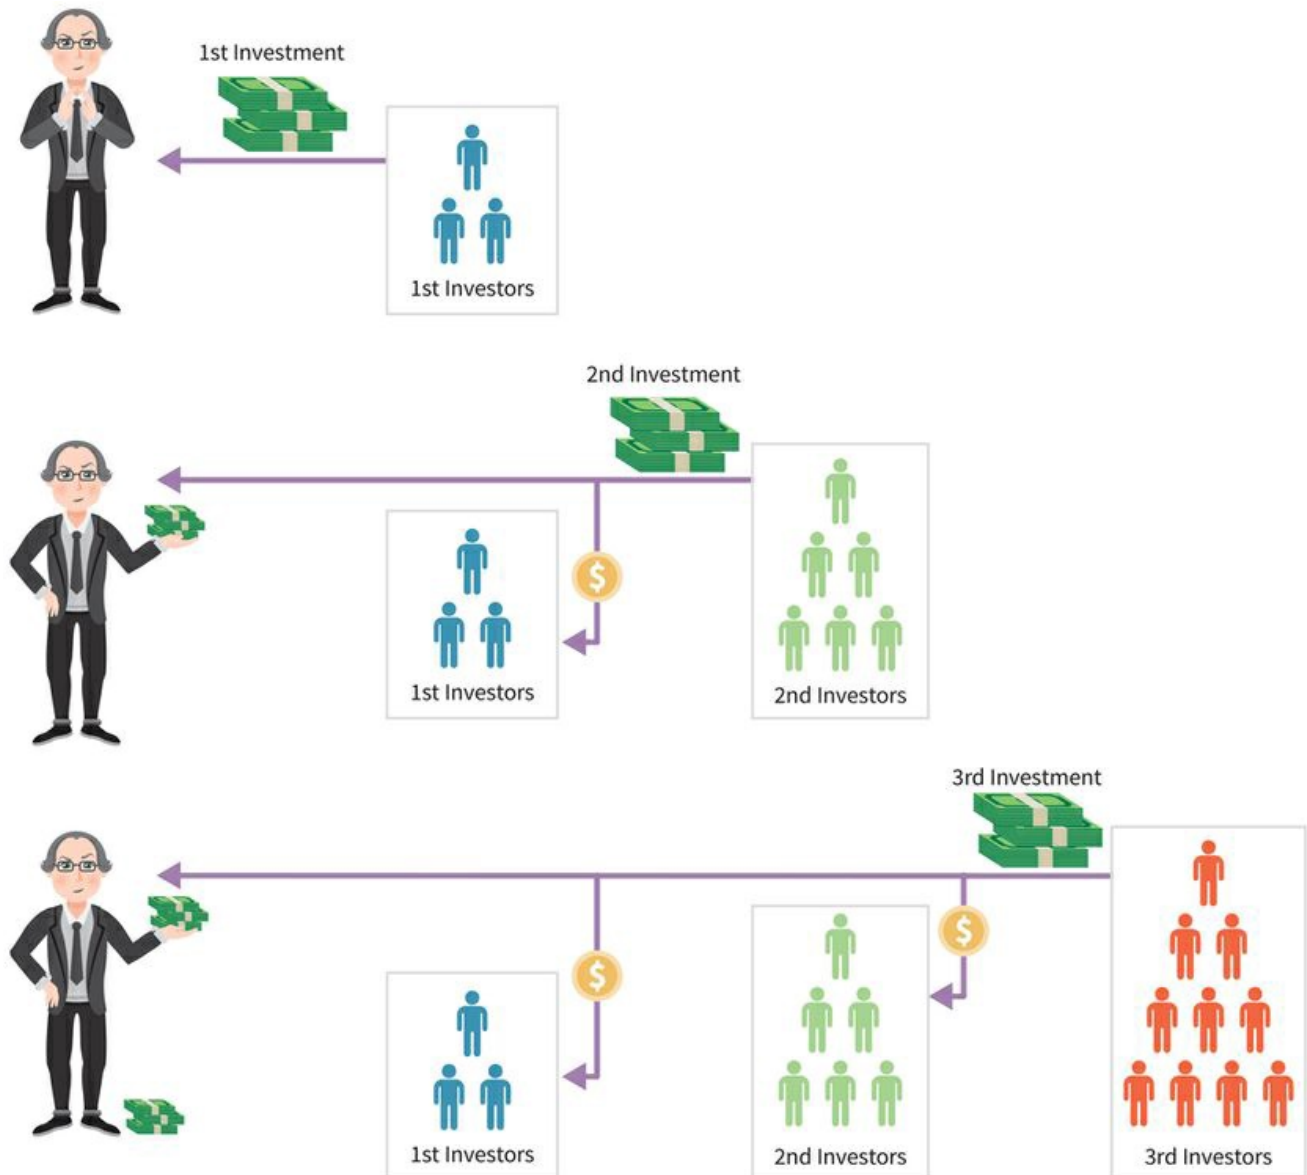 1st Investment
1st Investors
2nd Investment
$
1st Investors
2nd Investors
3rd Investment
$
$
1st Investors
2nd Investors
3rd Investors